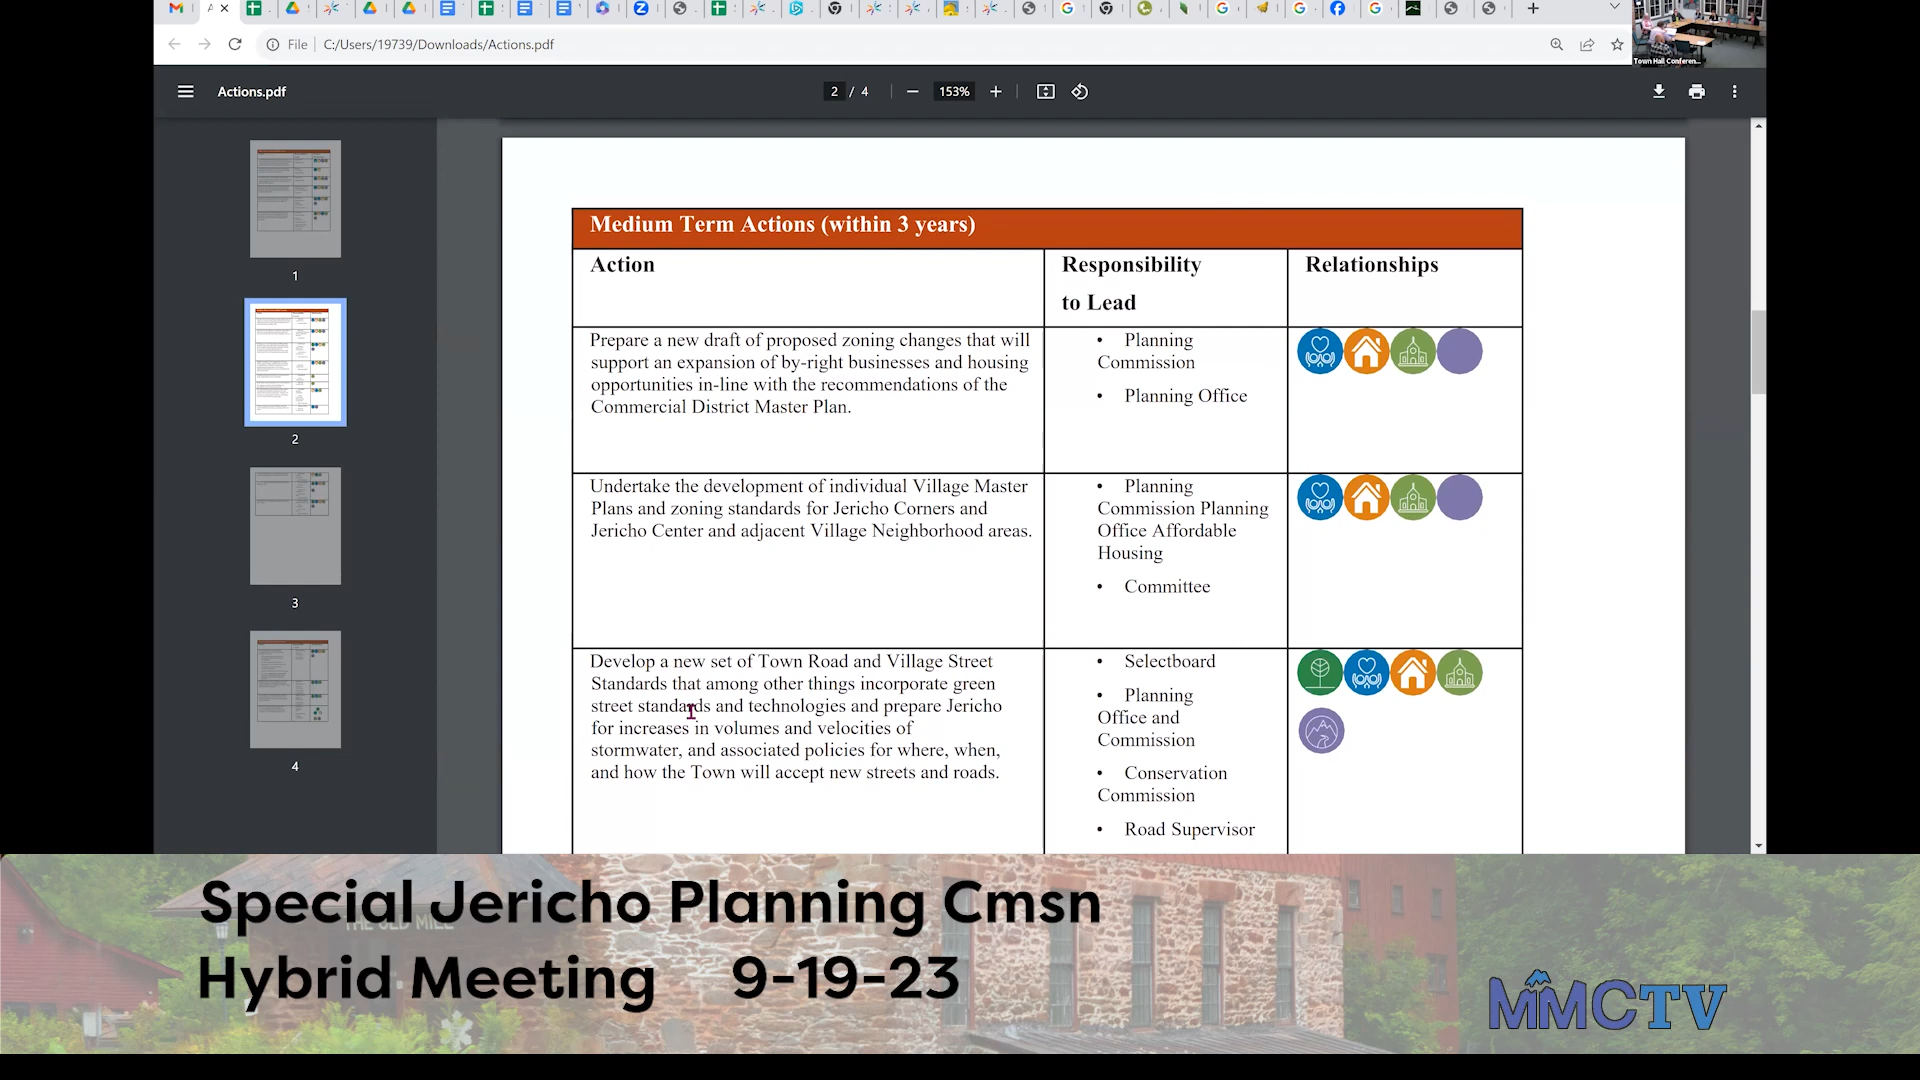 File
C:/Users/19739/Downloads/Actions.pdf
Town Hall Conferen...
Actions.pdf
2 / 4
153%
1
2
3
4
Medium Term Actions (within 3 years)
Action
Responsibility
to Lead
Relationships
Prepare a new draft of proposed zoning changes that will
support an expansion of by-right businesses and housing
opportunities in-line with the recommendations of the
Commercial District Master Plan.
• Planning
Commission
• Planning Office
Undertake the development of individual Village Master
Plans and zoning standards for Jericho Corners and
Jericho Center and adjacent Village Neighborhood areas.
• Planning
Commission Planning
Office Affordable
Housing
• Committee
Develop a new set of Town Road and Village Street
Standards that among other things incorporate green
street standards and technologies and prepare Jericho
for increases in volumes and velocities of
stormwater, and associated policies for where, when,
and how the Town will accept new streets and roads.
• Selectboard
• Planning
Office and
Commission
• Conservation
Commission
• Road Supervisor
Special Jericho Planning Cmsn
THE OLD MILL
Hybrid Meeting 9-19-23
MMCTV